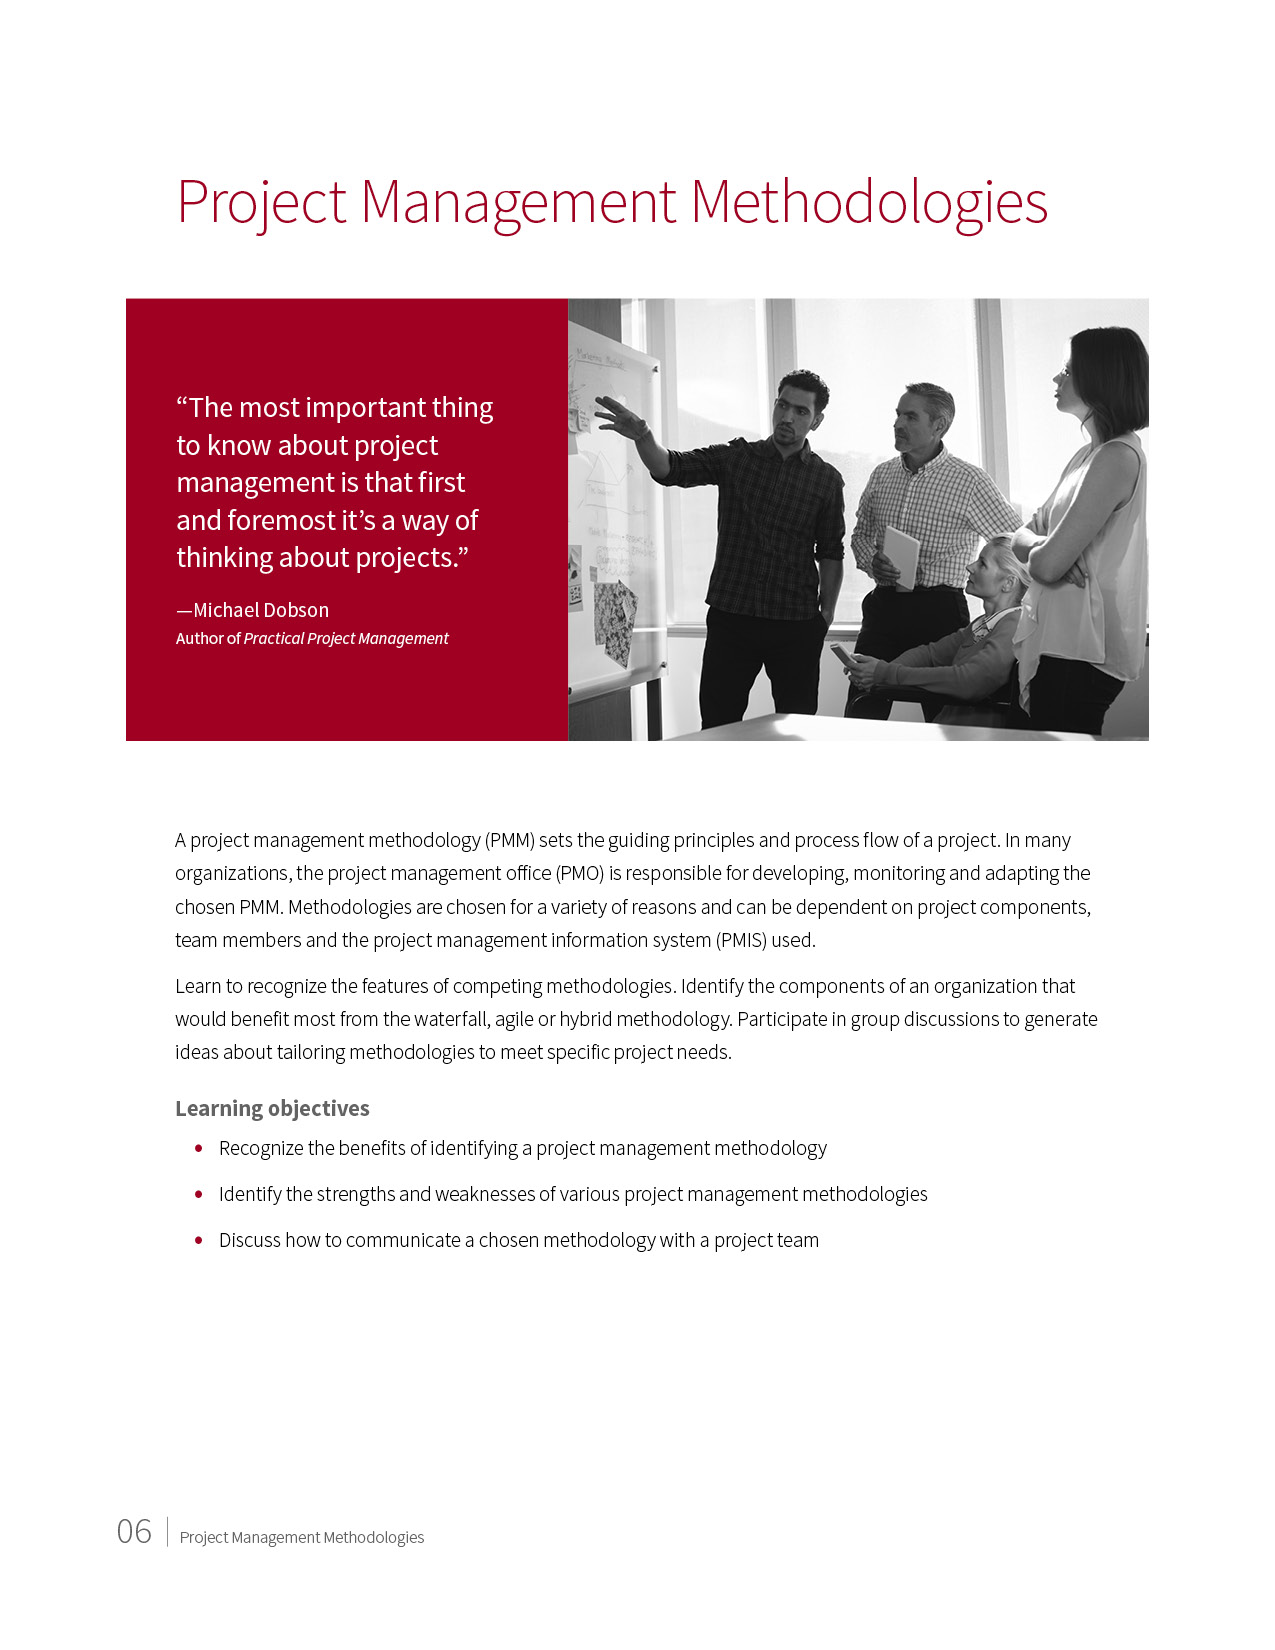 Project Management Methodologies
“The most important thing
to know about project
management is that first
and foremost it’s a way of
thinking about projects.”
—Michael Dobson
Author of Practical Project Management
A project management methodology (PMM) sets the guiding principles and process flow of a project. In many
organizations, the project management office (PMO) is responsible for developing, monitoring and adapting the
chosen PMM. Methodologies are chosen for a variety of reasons and can be dependent on project components,
team members and the project management information system (PMIS) used.
Learn to recognize the features of competing methodologies. Identify the components of an organization that
would benefit most from the waterfall, agile or hybrid methodology. Participate in group discussions to generate
ideas about tailoring methodologies to meet specific project needs.
Learning objectives
• Recognize the benefits of identifying a project management methodology
• Identify the strengths and weaknesses of various project management methodologies
• Discuss how to communicate a chosen methodology with a project team
06 | Project Management Methodologies